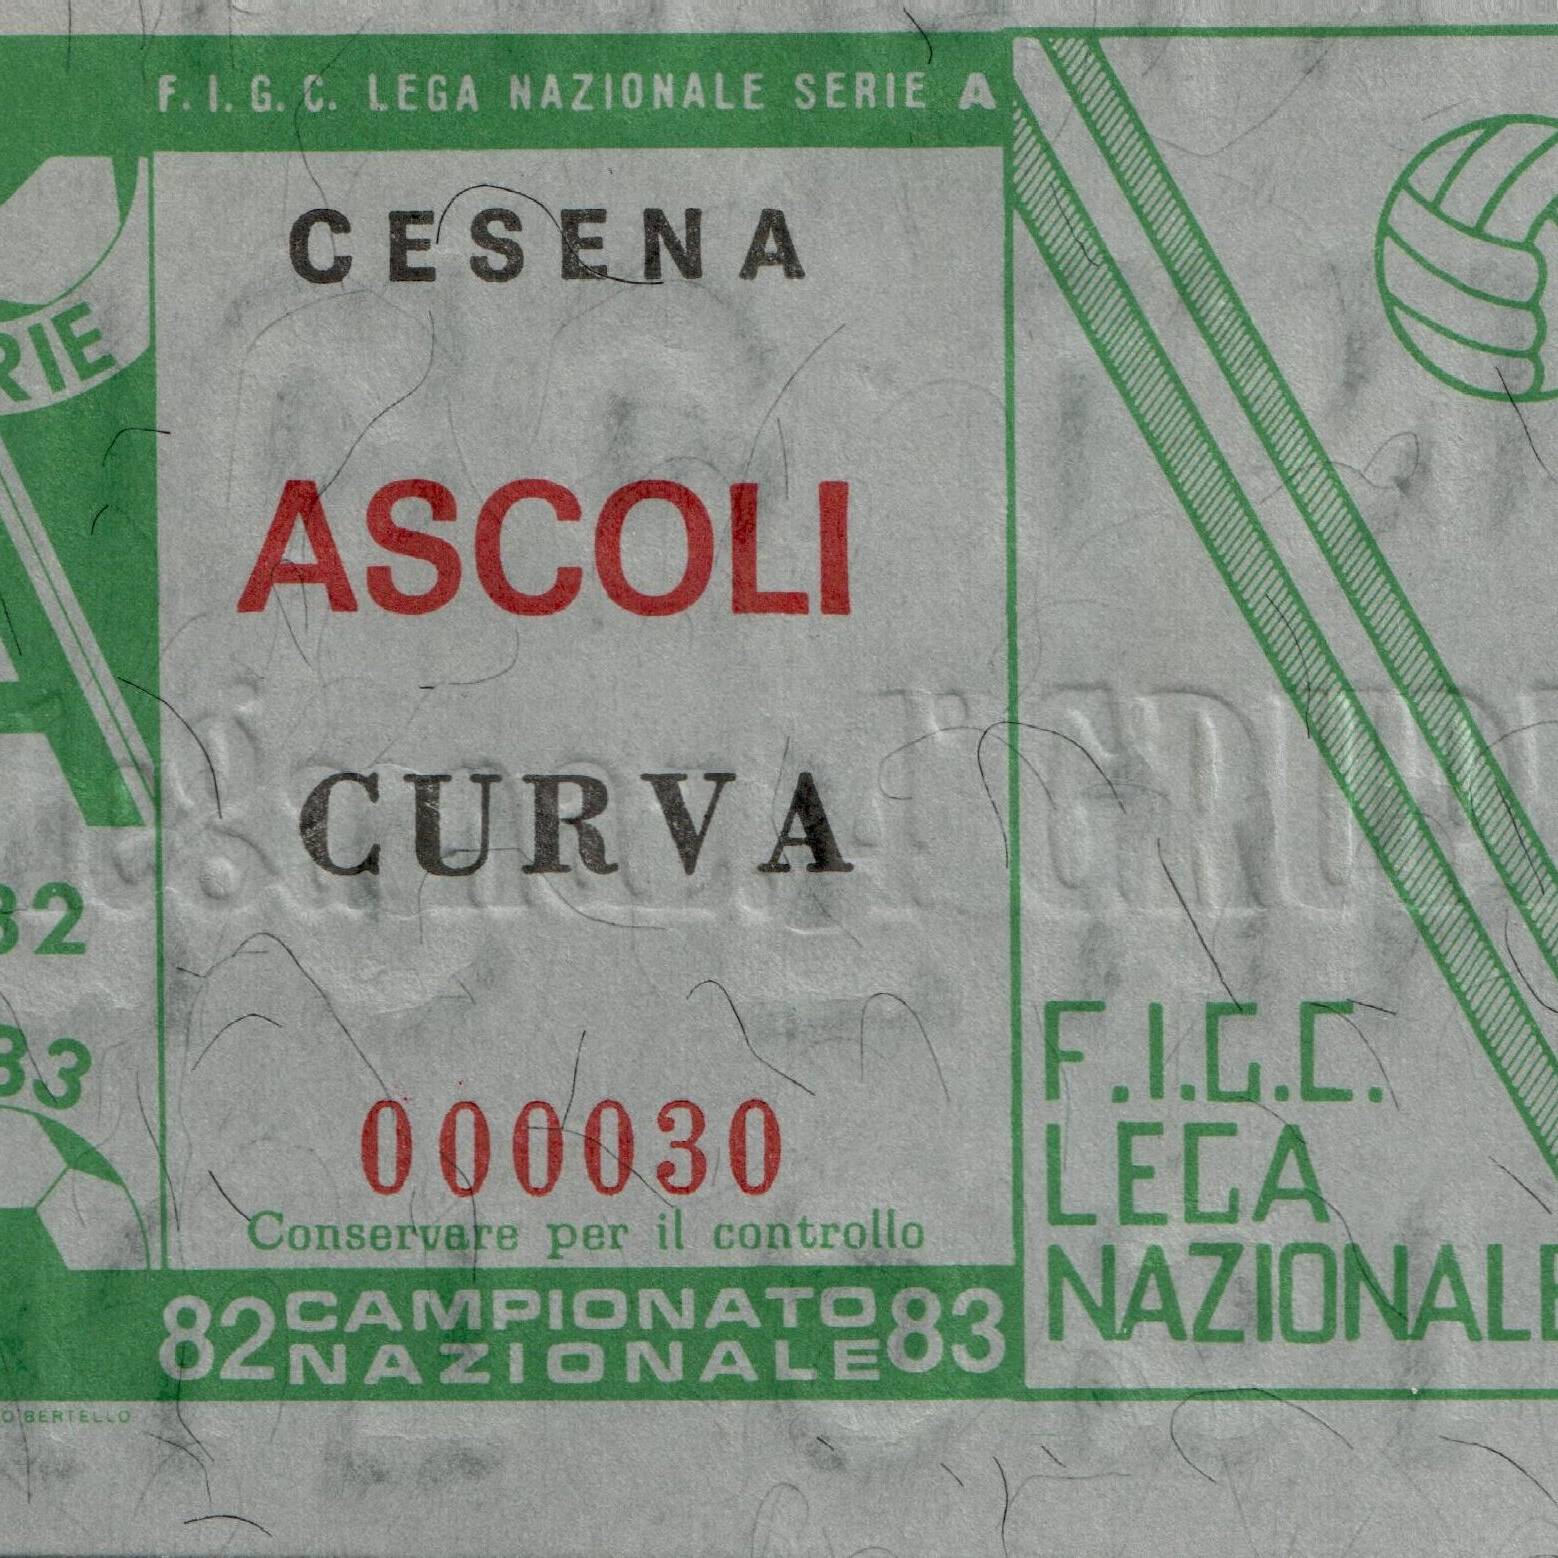 F. I. G. C. LEGA NAZIONALE SERIE A
RIE
A
82
83
BERTELLO
CESENA
ASCOLI
CURVA
000030
Conservare per il controllo
82 CAMPIONATO NAZIONALE 83
F.I.G.C.
LEGA
NAZIONALE